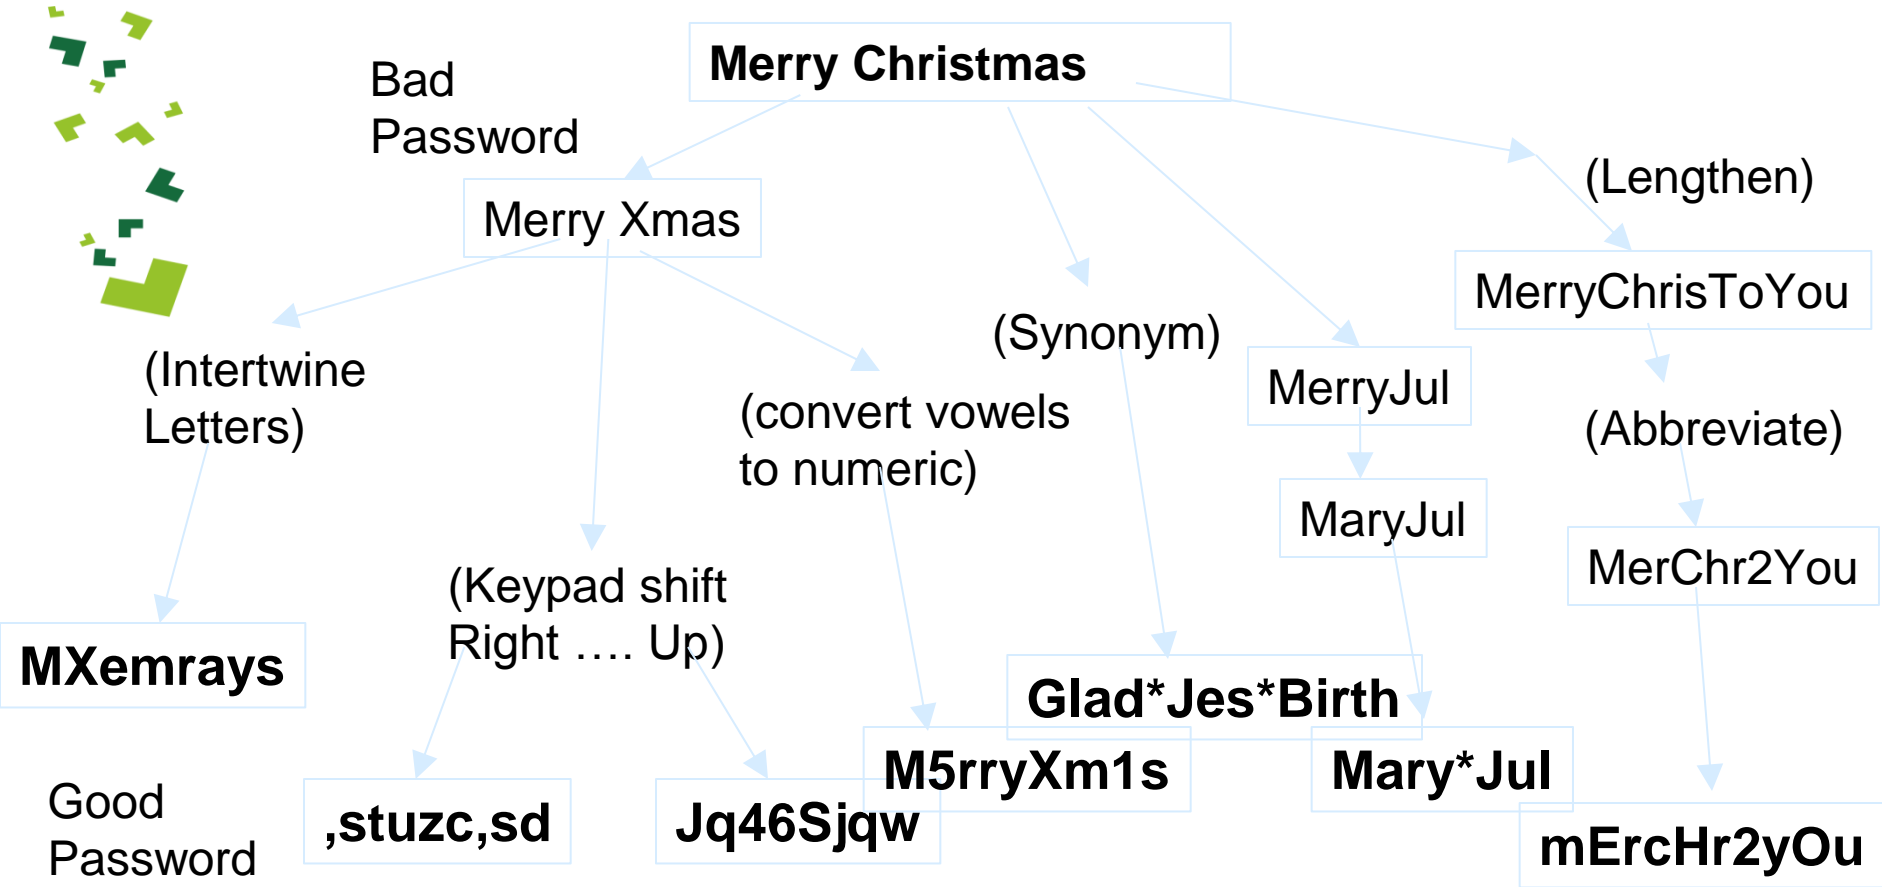 Merry Christmas
Bad
Password
(Lengthen)
Merry Xmas
MerryChrisToYou
(Synonym)
(Intertwine
Letters)
MerryJul
(convert vowels
to numeric)
(Abbreviate)
MaryJul
MerChr2You
(Keypad shift
Right …. Up)
MXemrays
Glad*Jes*Birth
M5rryXm1s
Mary*Jul
Good
Password
,stuzc,sd
Jq46Sjqw
mErcHr2yOu